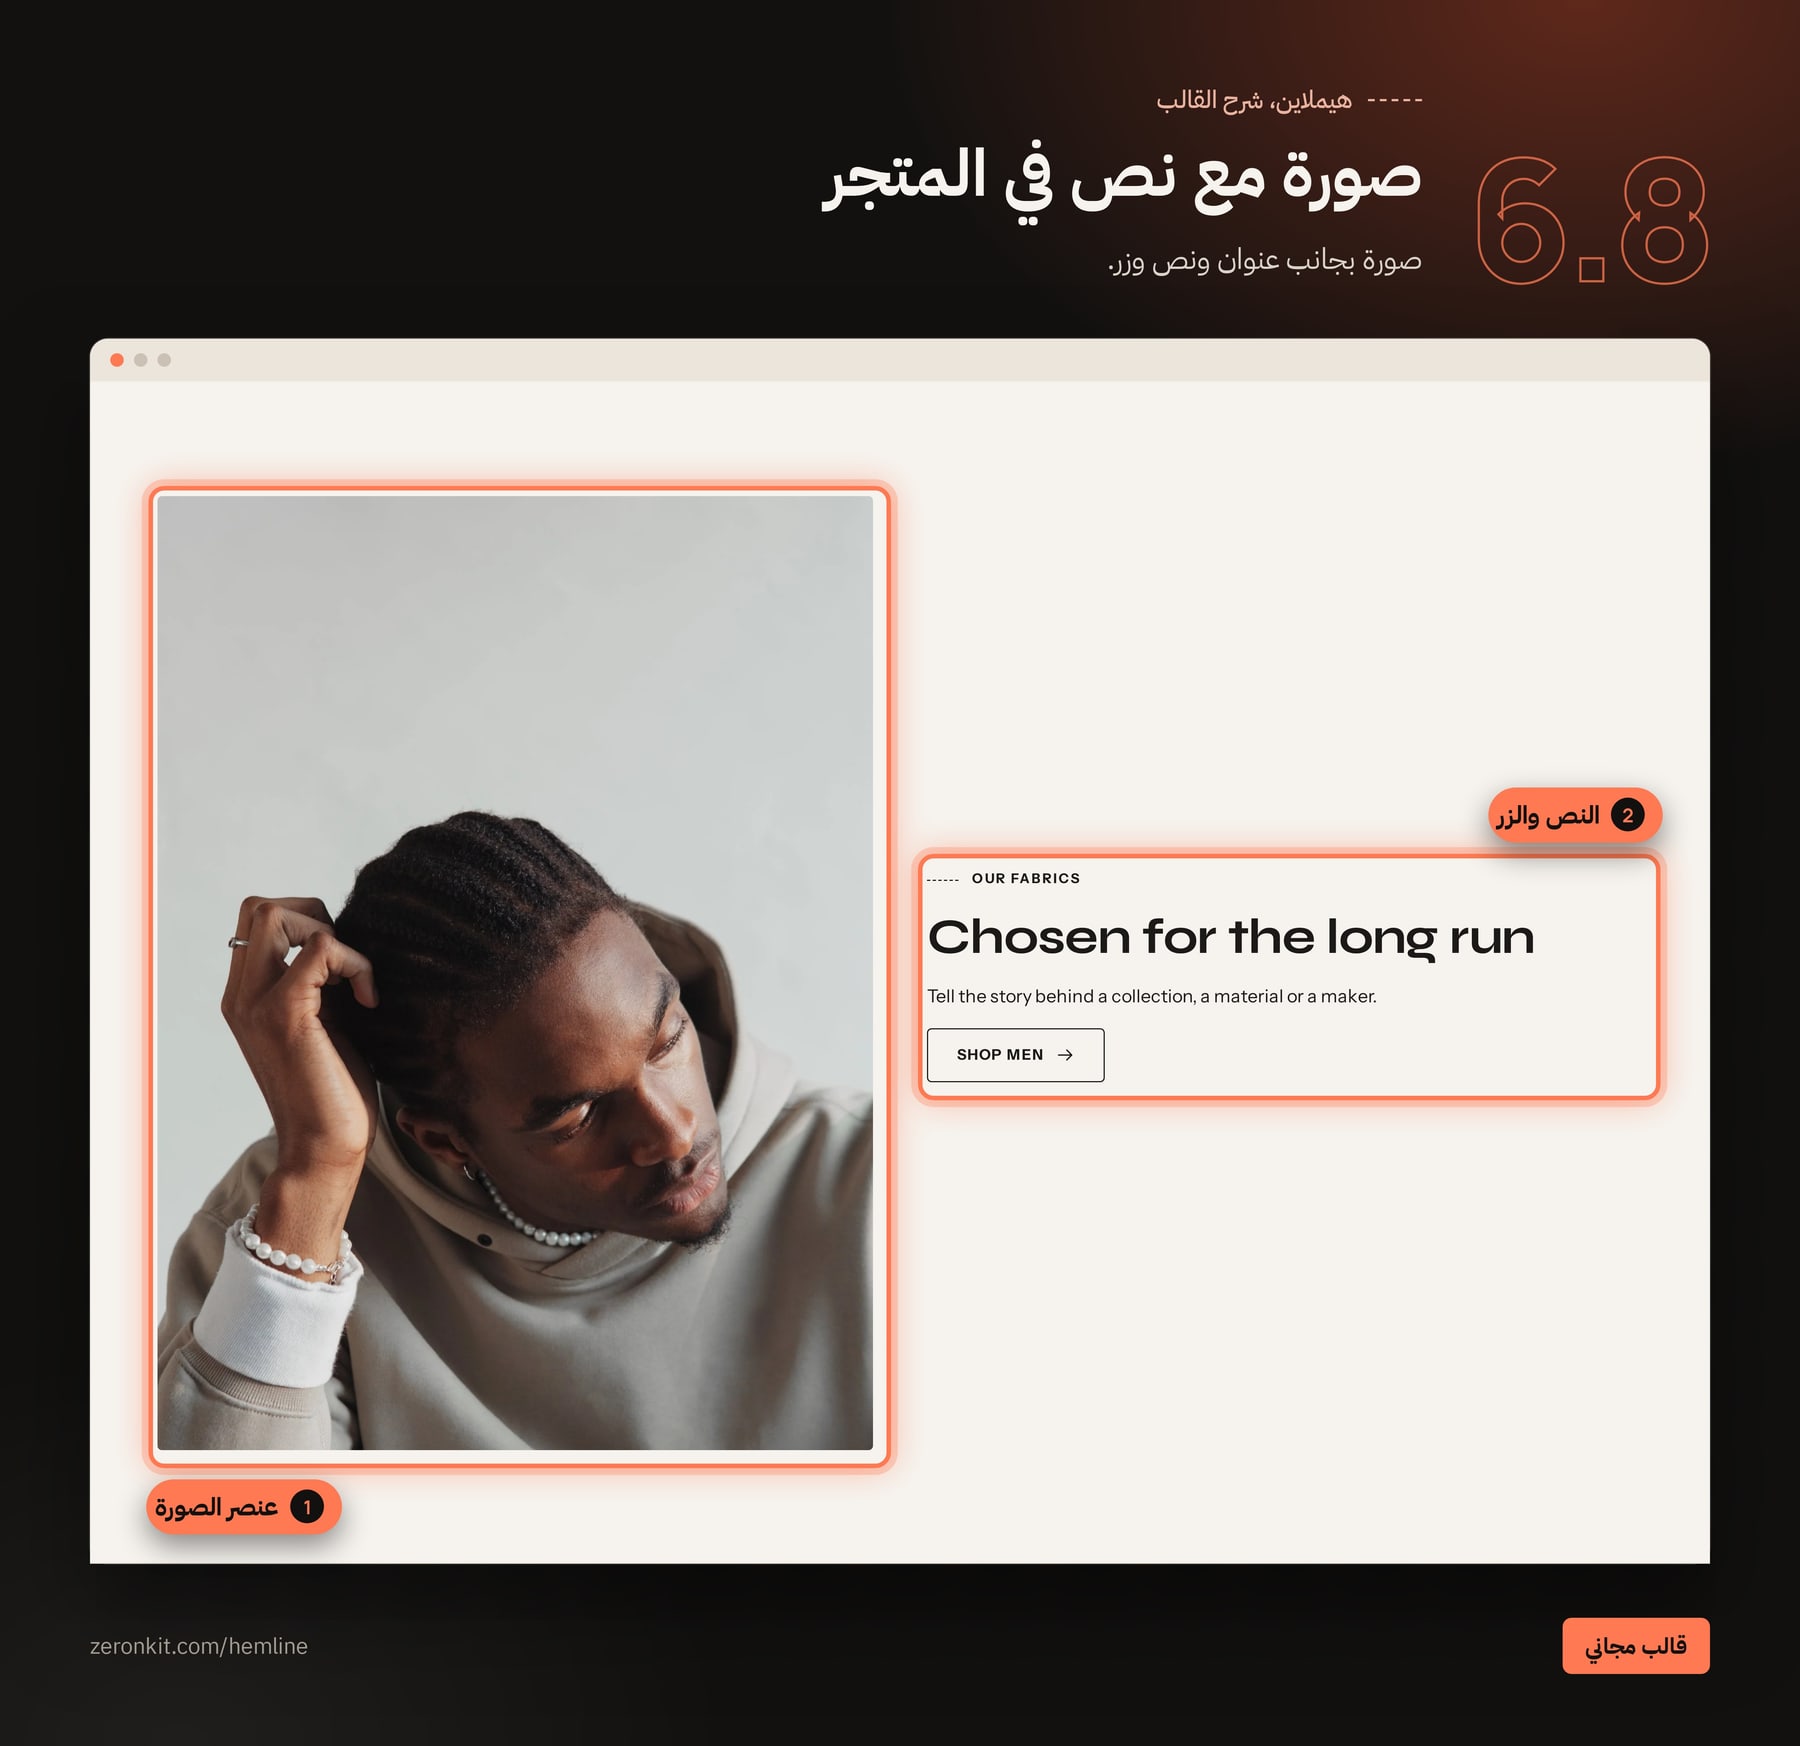 هيملاين، شرح القالب
6.8
صورة مع نص في المتجر
صورة بجانب عنوان ونص وزر.
2 النص والزر
OUR FABRICS
Chosen for the long run
Tell the story behind a collection, a material or a maker.
SHOP MEN →
1 عنصر الصورة
قالب مجاني
zeronkit.com/hemline